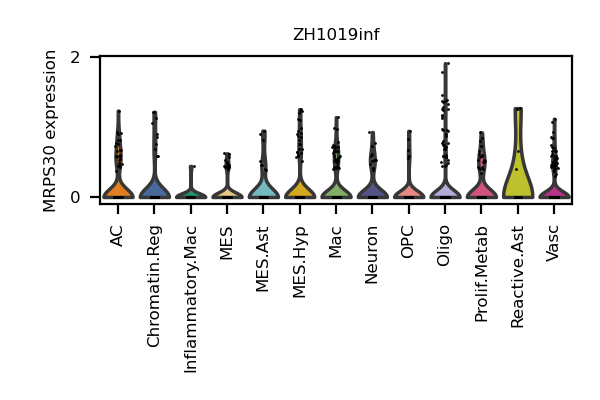 ZH1019inf
MRPS30 expression
2
0
AC
Chromatin.Reg
Inflammatory.Mac
MES
MES.Ast
MES.Hyp
Mac
Neuron
OPC
Oligo
Prolif.Metab
Reactive.Ast
Vasc